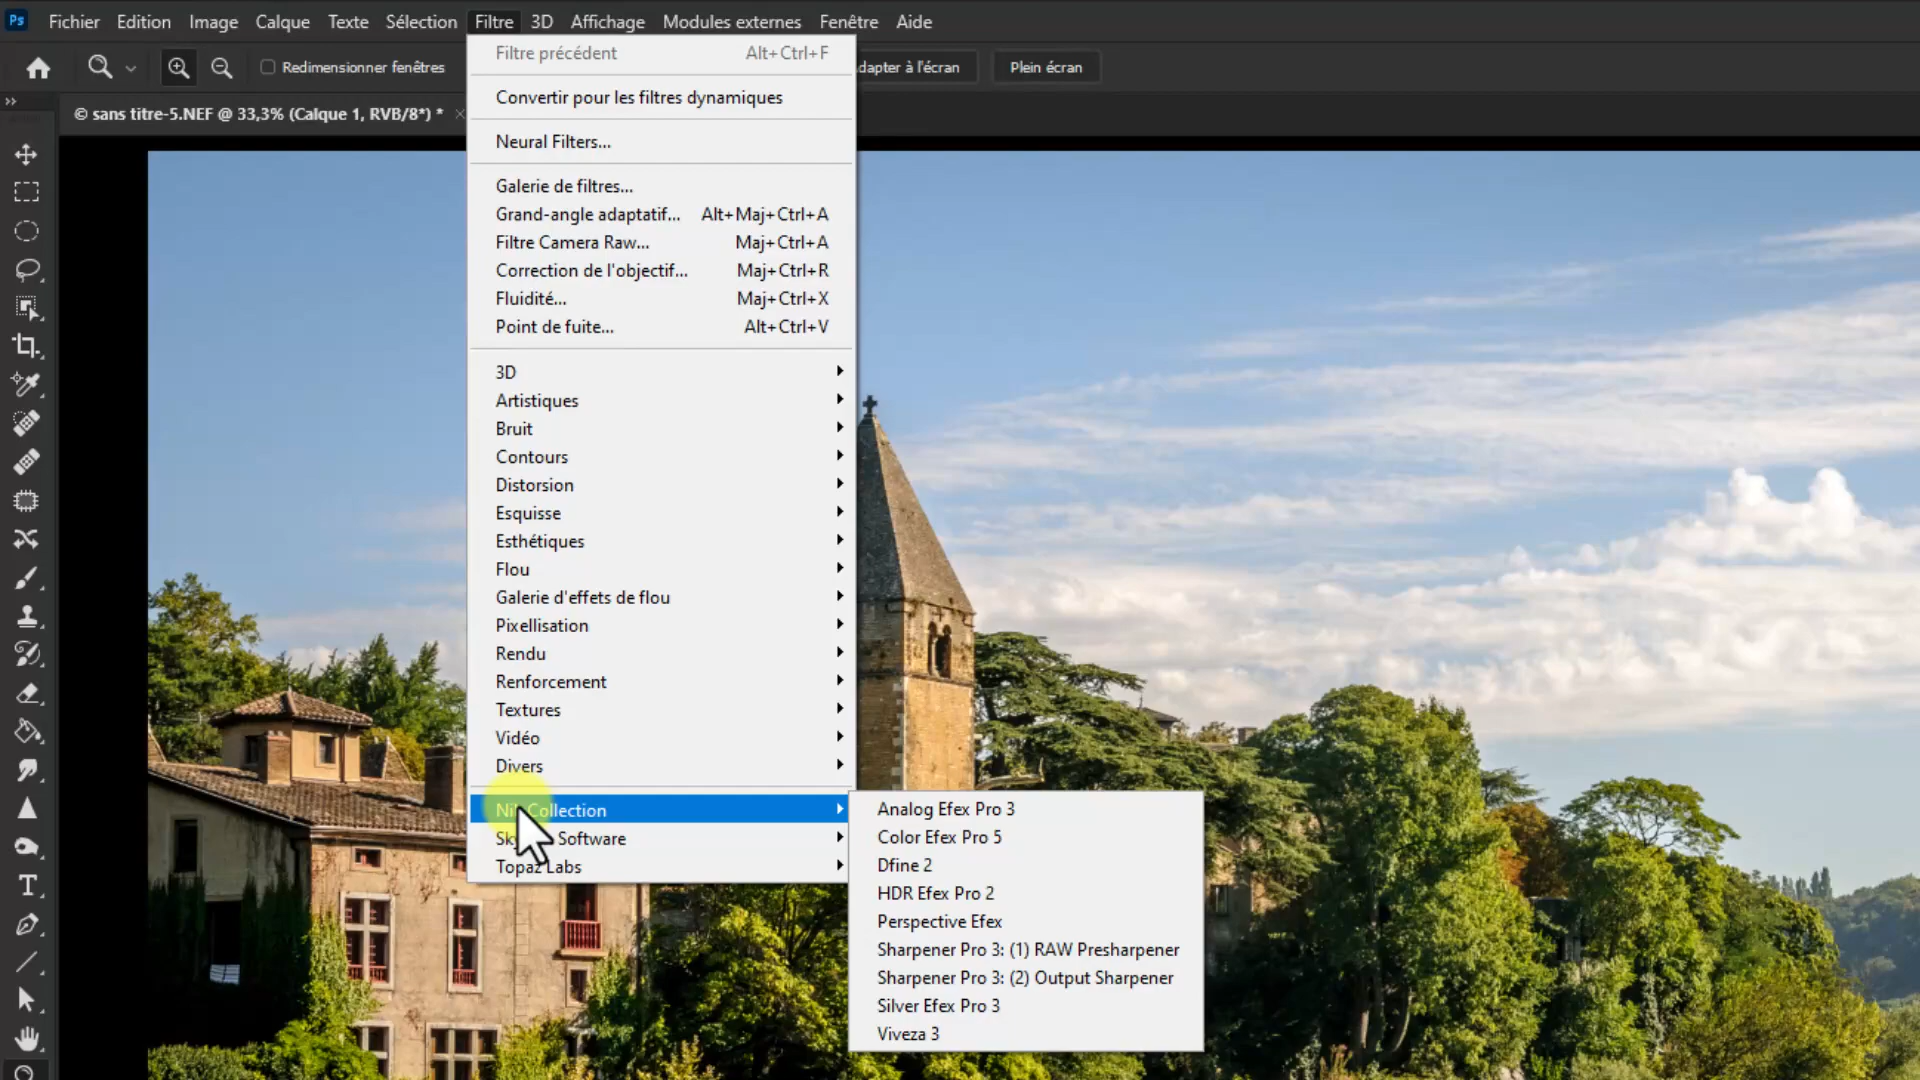 Ps Fichier Edition Image Calque Texte Sélection Filtre 3D Affichage Modules externes Fenêtre Aide
Redimensionner fenêtres
dapter à l'écran
Plein écran
© sans titre-5.NEF @ 33,3% (Calque 1, RVB/8*) *
Filtre précédent Alt+Ctrl+F
Convertir pour les filtres dynamiques
Neural Filters...
Galerie de filtres...
Grand-angle adaptatif... Alt+Maj+Ctrl+A
Filtre Camera Raw... Maj+Ctrl+A
Correction de l'objectif... Maj+Ctrl+R
Fluidité... Maj+Ctrl+X
Point de fuite... Alt+Ctrl+V
3D
Artistiques
Bruit
Contours
Distorsion
Esquisse
Esthétiques
Flou
Galerie d'effets de flou
Pixellisation
Rendu
Renforcement
Textures
Vidéo
Divers
Nik Collection
Software
Topaz Labs
Analog Efex Pro 3
Color Efex Pro 5
Dfine 2
HDR Efex Pro 2
Perspective Efex
Sharpener Pro 3: (1) RAW Presharpener
Sharpener Pro 3: (2) Output Sharpener
Silver Efex Pro 3
Viveza 3